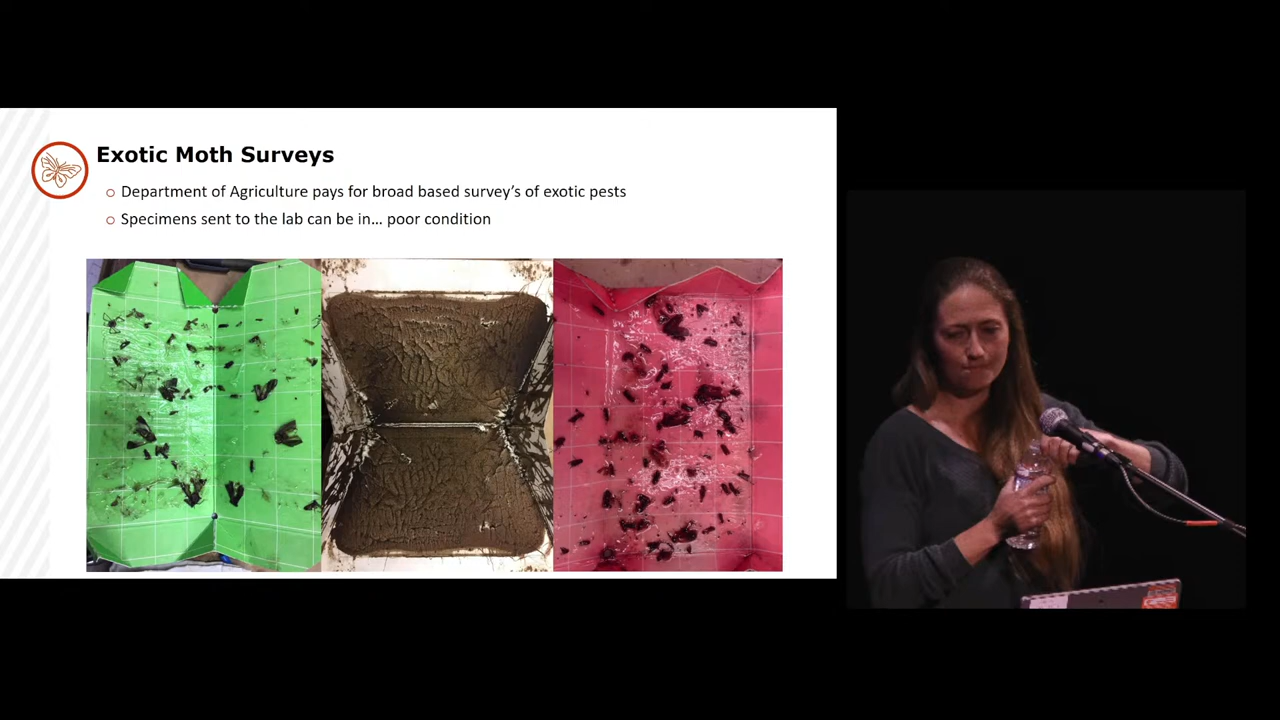 Exotic Moth Surveys
Department of Agriculture pays for broad based survey's of exotic pests
Specimens sent to the lab can be in... poor condition